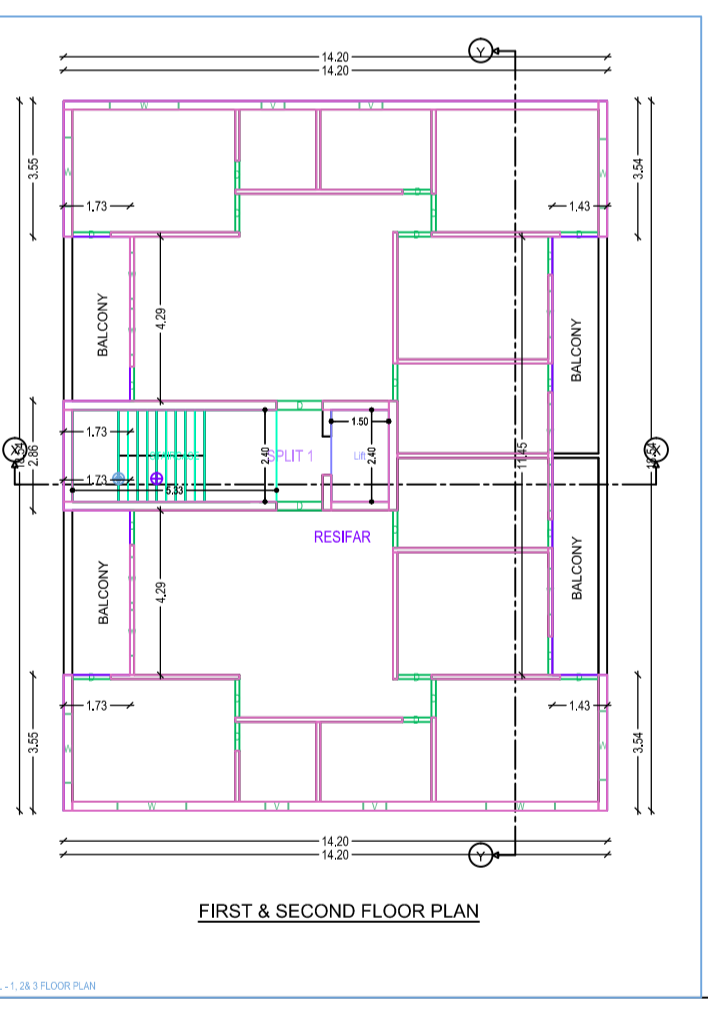 Y
14.20
14.20
W
V
V
3.55
W
W
3.54
1.73
1.43
D
D
D
D
BALCONY
4.29
BALCONY
D
1.50
1.73
X
2.86
2.40
SPLIT 1
Lift
2.40
11.45
18.54
X
1.73
5.33
D
RESIFAR
BALCONY
4.29
BALCONY
D
D
D
1.73
1.43
D
3.55
W
W
3.54
W
V
V
W
14.20
14.20
Y
FIRST & SECOND FLOOR PLAN
- 1, 2& 3 FLOOR PLAN